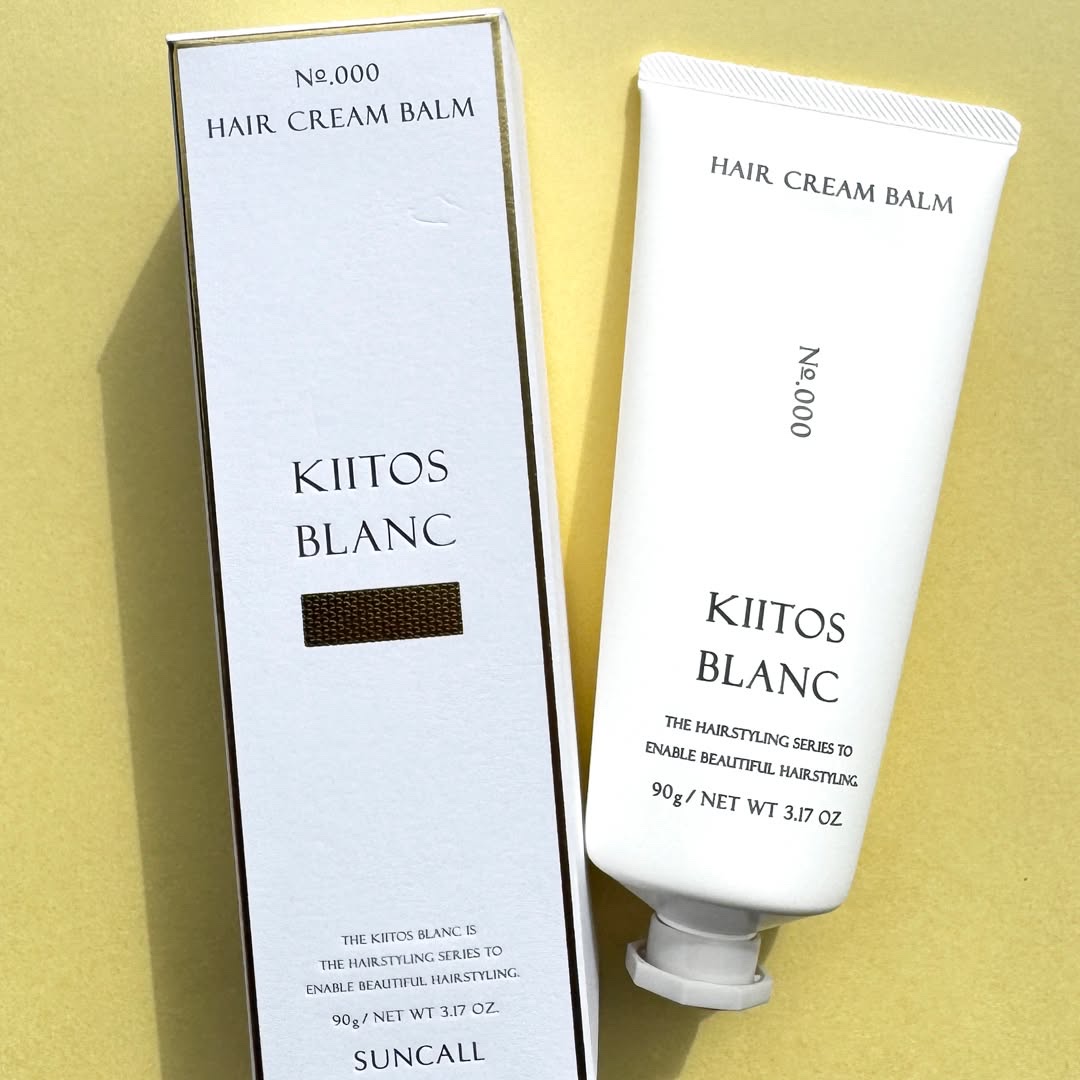 Nº.000
HAIR CREAM BALM
KIITOS
BLANC
THE KIITOS BLANC IS
THE HAIRSTYLING SERIES TO
ENABLE BEAUTIFUL HAIRSTYLING.
90g / NET WT 3.17 OZ.
SUNCALL
HAIR CREAM BALM
Nº.000
KIITOS
BLANC
THE HAIRSTYLING SERIES TO
ENABLE BEAUTIFUL HAIRSTYLING.
90g / NET WT 3.17 OZ